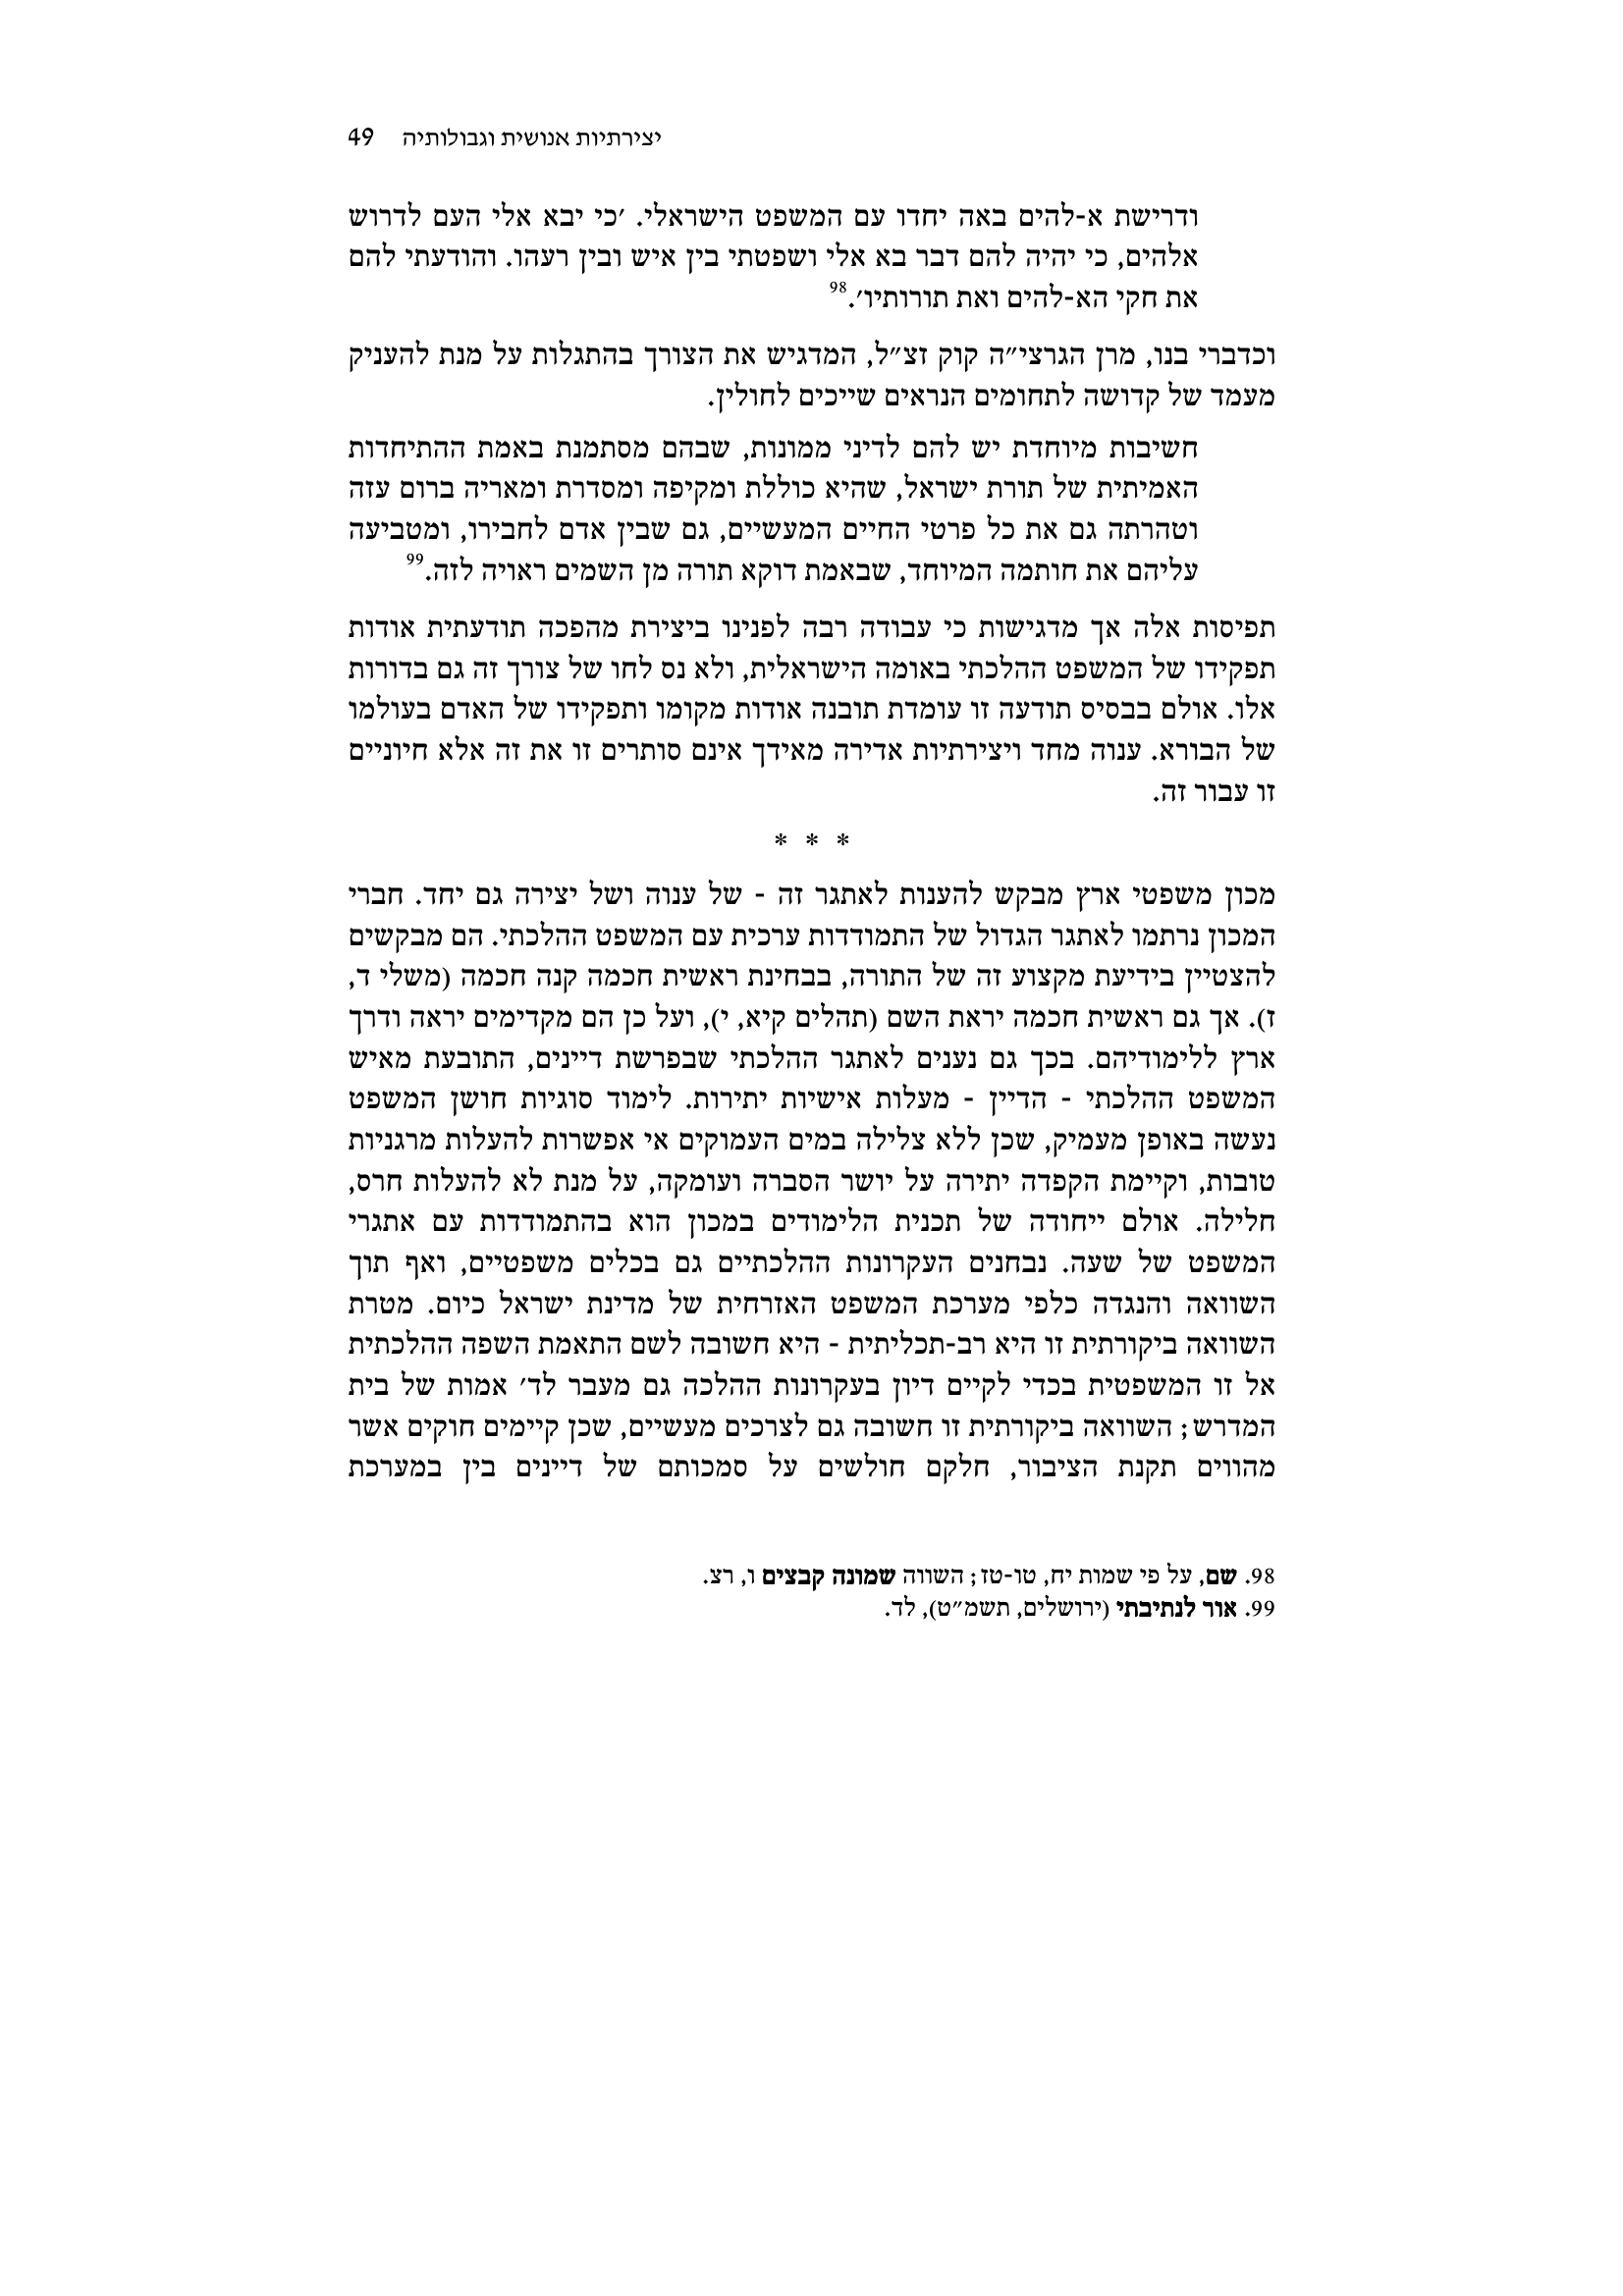 יצירתיות אנושית וגבולותיה 49
ודרישת א-להים באה יחדו עם המשפט הישראלי. ׳כי יבא אלי העם לדרוש
אלהים, כי יהיה להם דבר בא אלי ושפטתי בין איש ובין רעהו. והודעתי להם
את חקי הא-להים ואת תורותיו׳.98
וכדברי בנו, מרן הגרצי״ה קוק זצ״ל, המדגיש את הצורך בהתגלות על מנת להעניק
מעמד של קדושה לתחומים הנראים שייכים לחולין.
חשיבות מיוחדת יש להם לדיני ממונות, שבהם מסתמנת באמת ההתיחדות
האמיתית של תורת ישראל, שהיא כוללת ומקיפה ומסדרת ומאריה ברום עזה
וטהרתה גם את כל פרטי החיים המעשיים, גם שבין אדם לחבירו, ומטביעה
עליהם את חותמה המיוחד, שבאמת דוקא תורה מן השמים ראויה לזה.99
תפיסות אלה אך מדגישות כי עבודה רבה לפנינו ביצירת מהפכה תודעתית אודות
תפקידו של המשפט ההלכתי באומה הישראלית, ולא נס לחו של צורך זה גם בדורות
אלו. אולם בבסיס תודעה זו עומדת תובנה אודות מקומו ותפקידו של האדם בעולמו
של הבורא. ענוה מחד ויצירתיות אדירה מאידך אינם סותרים זו את זה אלא חיוניים
זו עבור זה.
* * *
מכון משפטי ארץ מבקש להענות לאתגר זה - של ענוה ושל יצירה גם יחד. חברי
המכון נרתמו לאתגר הגדול של התמודדות ערכית עם המשפט ההלכתי. הם מבקשים
להצטיין בידיעת מקצוע זה של התורה, בבחינת ראשית חכמה קנה חכמה (משלי ד,
ז). אך גם ראשית חכמה יראת השם (תהלים קיא, י), ועל כן הם מקדימים יראה ודרך
ארץ ללימודיהם. בכך גם נענים לאתגר ההלכתי שבפרשת דיינים, התובעת מאיש
המשפט ההלכתי - הדיין - מעלות אישיות יתירות. לימוד סוגיות חושן המשפט
נעשה באופן מעמיק, שכן ללא צלילה במים העמוקים אי אפשרות להעלות מרגניות
טובות, וקיימת הקפדה יתירה על יושר הסברה ועומקה, על מנת לא להעלות חרס,
חלילה. אולם ייחודה של תכנית הלימודים במכון הוא בהתמודדות עם אתגרי
המשפט של שעה. נבחנים העקרונות ההלכתיים גם בכלים משפטיים, ואף תוך
השוואה והנגדה כלפי מערכת המשפט האזרחית של מדינת ישראל כיום. מטרת
השוואה ביקורתית זו היא רב-תכליתית - היא חשובה לשם התאמת השפה ההלכתית
אל זו המשפטית בכדי לקיים דיון בעקרונות ההלכה גם מעבר לד׳ אמות של בית
המדרש; השוואה ביקורתית זו חשובה גם לצרכים מעשיים, שכן קיימים חוקים אשר
מהווים תקנת הציבור, חלקם חולשים על סמכותם של דיינים בין במערכת
98. שם, על פי שמות יח, טו-טז; השווה שמונה קבצים ו, רצ.
99. אור לנתיבתי (ירושלים, תשמ״ט), לד.